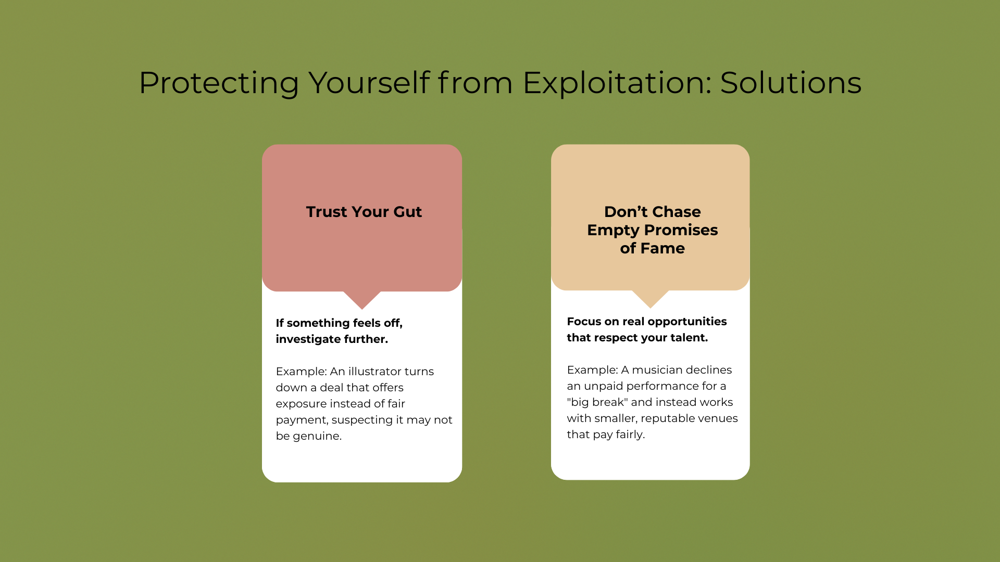 Protecting Yourself from Exploitation: Solutions
Trust Your Gut
If something feels off,
investigate further.
Example: An illustrator turns
down a deal that offers
exposure instead of fair
payment, suspecting it may not
be genuine.
Don’t Chase
Empty Promises
of Fame
Focus on real opportunities
that respect your talent.
Example: A musician declines
an unpaid performance for a
"big break" and instead works
with smaller, reputable venues
that pay fairly.